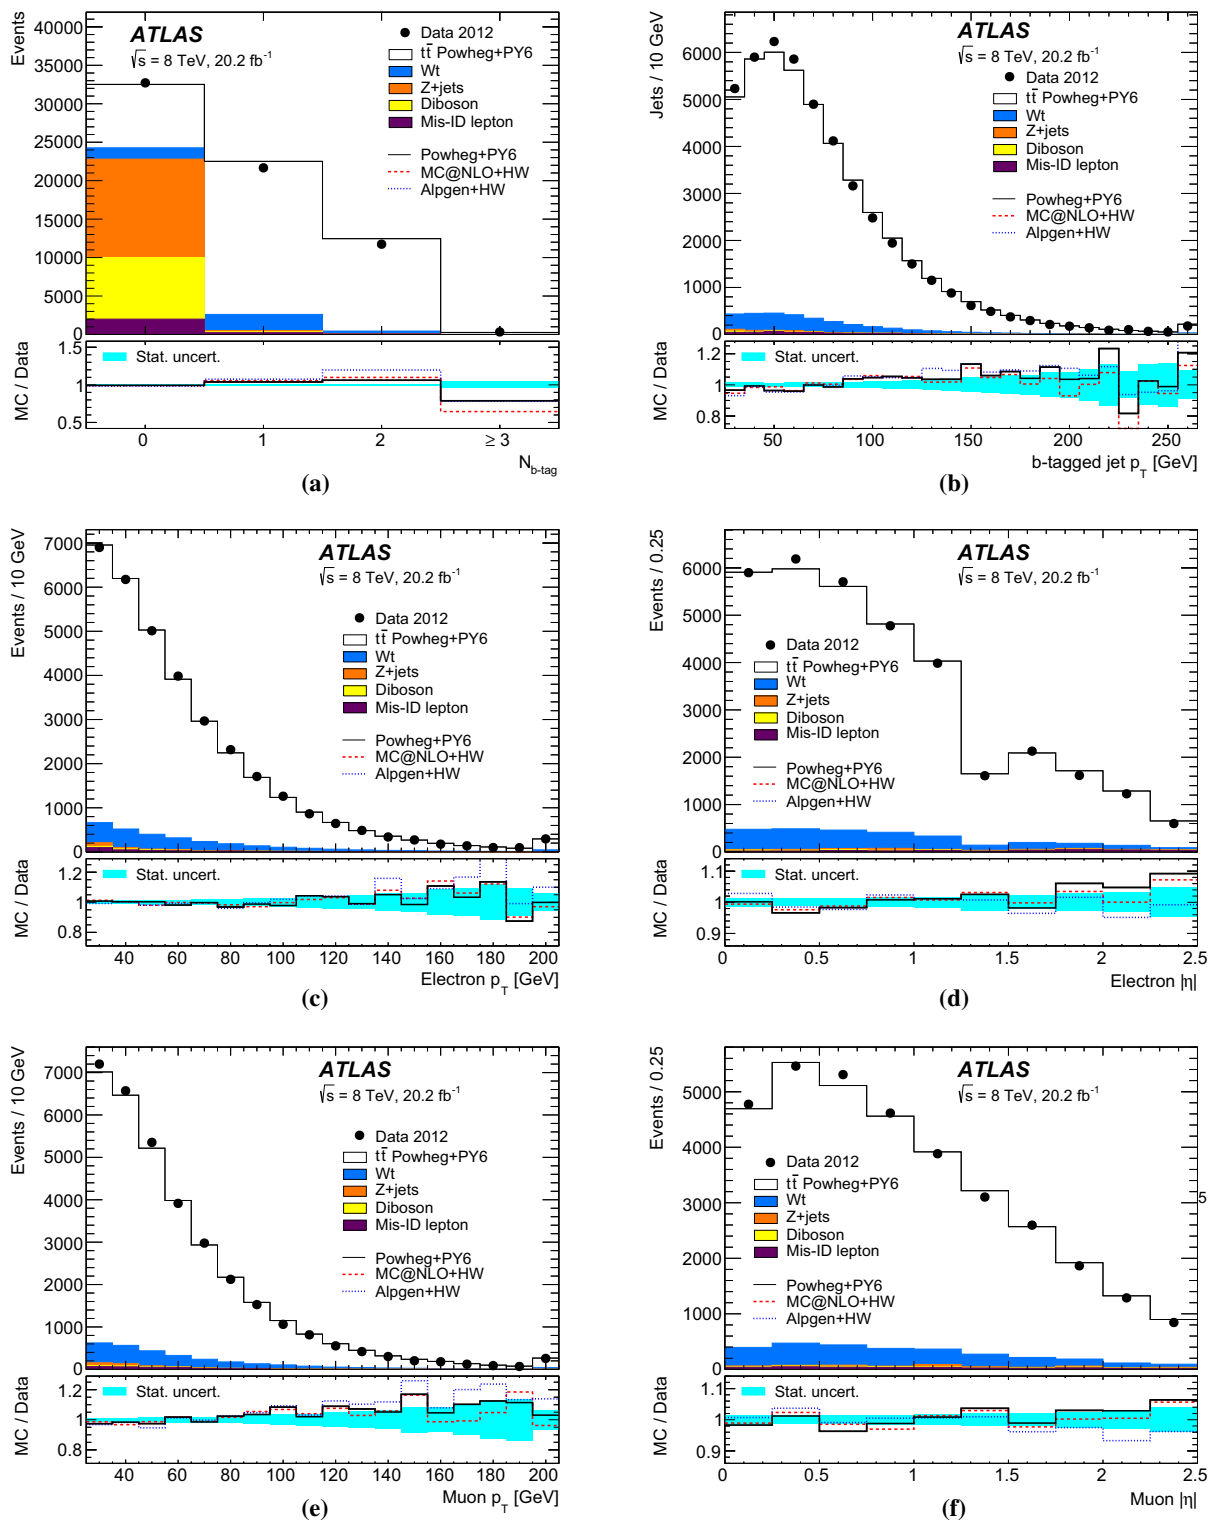 Events
40000
35000
30000
25000
20000
15000
10000
5000
0
ATLAS
√s = 8 TeV, 20.2 fb⁻¹
Data 2012
tt̄ Powheg+PY6
Wt
Z+jets
Diboson
Mis-ID lepton
Powheg+PY6
MC@NLO+HW
Alpgen+HW
MC / Data
1.5
1
0.5
Stat. uncert.
0 1 2 ≥ 3
N b-tag
(a)
Jets / 10 GeV
6000
4000
2000
0
ATLAS
√s = 8 TeV, 20.2 fb⁻¹
Data 2012
tt̄ Powheg+PY6
Wt
Z+jets
Diboson
Mis-ID lepton
Powheg+PY6
MC@NLO+HW
Alpgen+HW
MC / Data
1.2
1
0.8
Stat. uncert.
50 100 150 200 250
b-tagged jet p T [GeV]
(b)
Events / 10 GeV
7000
6000
5000
4000
3000
2000
1000
0
ATLAS
√s = 8 TeV, 20.2 fb⁻¹
Data 2012
tt̄ Powheg+PY6
Wt
Z+jets
Diboson
Mis-ID lepton
Powheg+PY6
MC@NLO+HW
Alpgen+HW
MC / Data
1.2
1
0.8
Stat. uncert.
40 60 80 100 120 140 160 180 200
Electron p T [GeV]
(c)
Events / 0.25
6000
5000
4000
3000
2000
1000
0
ATLAS
√s = 8 TeV, 20.2 fb⁻¹
Data 2012
tt̄ Powheg+PY6
Wt
Z+jets
Diboson
Mis-ID lepton
Powheg+PY6
MC@NLO+HW
Alpgen+HW
MC / Data
1.1
1
0.9
Stat. uncert.
0 0.5 1 1.5 2 2.5
Electron |η|
(d)
Events / 10 GeV
7000
6000
5000
4000
3000
2000
1000
0
ATLAS
√s = 8 TeV, 20.2 fb⁻¹
Data 2012
tt̄ Powheg+PY6
Wt
Z+jets
Diboson
Mis-ID lepton
Powheg+PY6
MC@NLO+HW
Alpgen+HW
MC / Data
1.2
1
0.8
Stat. uncert.
40 60 80 100 120 140 160 180 200
Muon p T [GeV]
(e)
Events / 0.25
5000
4000
3000
2000
1000
0
ATLAS
√s = 8 TeV, 20.2 fb⁻¹
Data 2012
tt̄ Powheg+PY6
Wt
Z+jets
Diboson
Mis-ID lepton
Powheg+PY6
MC@NLO+HW
Alpgen+HW
5
MC / Data
1.1
1
0.9
Stat. uncert.
0 0.5 1 1.5 2 2.5
Muon |η|
(f)